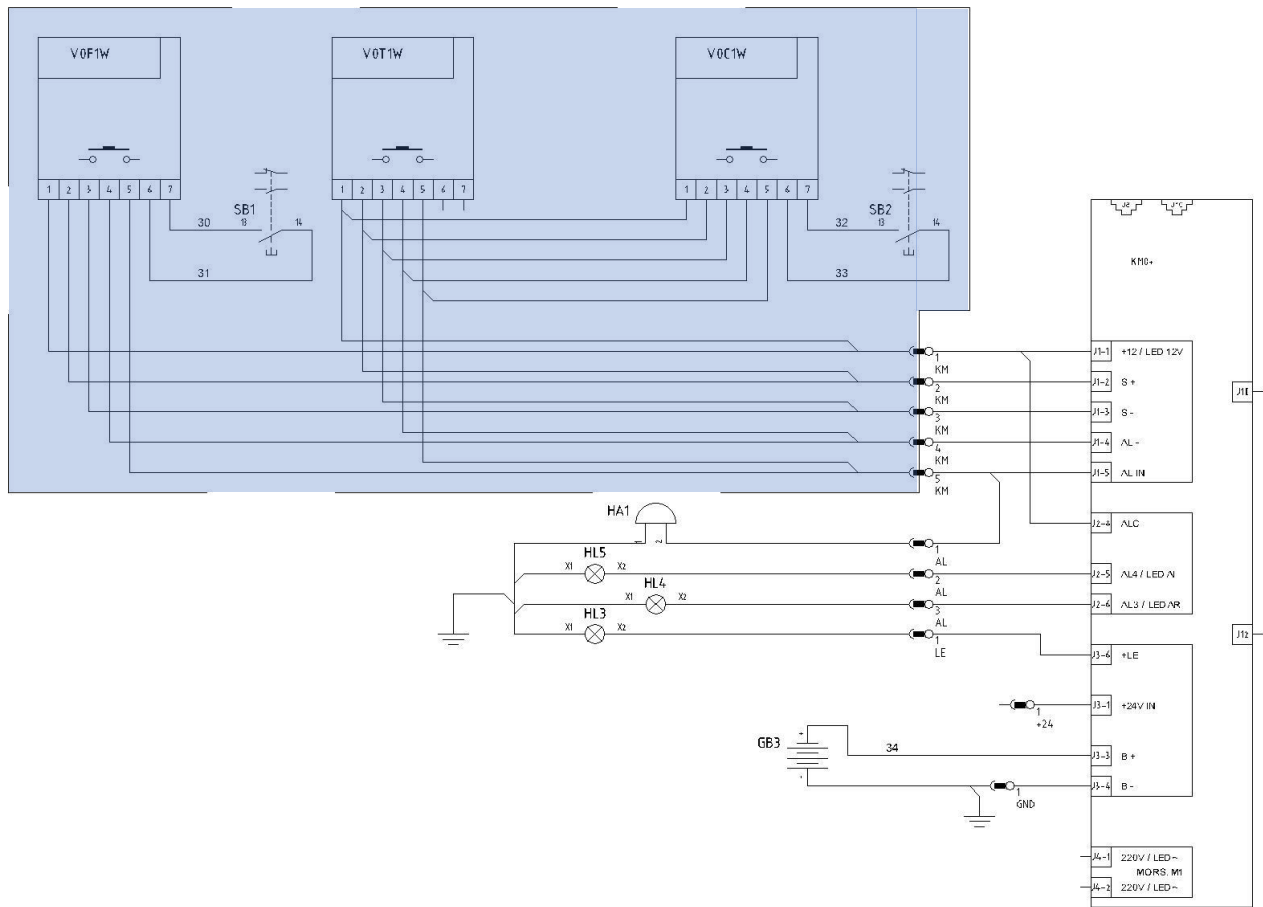 V0F1W
V0T1W
V0C1W
1 2 3 4 5 6 7
1 2 3 4 5 6 7
1 2 3 4 5 6 7
30
SB1
13
14
31
32
SB2
13
14
33
KM0+
J1-1 +12 / LED 12V
1
KM
J1-2 S +
2
KM
J1-3 S -
3
KM
J1-4 AL -
4
KM
J1-5 AL IN
5
KM
HA1
1 2
1
AL
J2-4 ALC
HL5
X1 X2
2
AL
J2-5 AL4 / LED AI
HL4
X1 X2
3
AL
J2-6 AL3 / LED AR
HL3
X1 X2
1
LE
J3-6 +LE
1
+24
J3-1 +24V IN
GB3
+
-
34
J3-3 B +
1
GND
J3-4 B -
J4-1 220V / LED ~
MORS. M1
J4-2 220V / LED ~